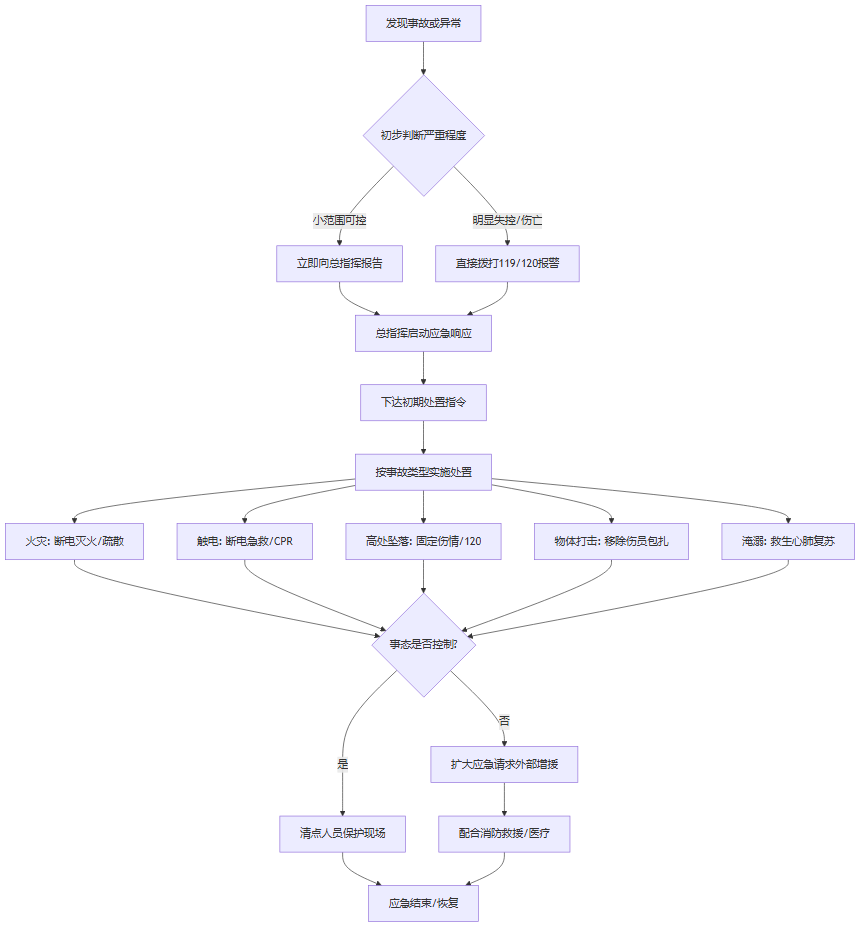 发现事故或异常
初步判断严重程度
小范围可控
明显失控/伤亡
立即向总指挥报告
直接拨打119/120报警
总指挥启动应急响应
下达初期处置指令
按事故类型实施处置
火灾: 断电灭火/疏散
触电: 断电急救/CPR
高处坠落: 固定伤情/120
物体打击: 移除伤员包扎
淹溺: 救生心肺复苏
事态是否控制?
否
是
扩大应急请求外部增援
清点人员保护现场
配合消防救援/医疗
应急结束/恢复